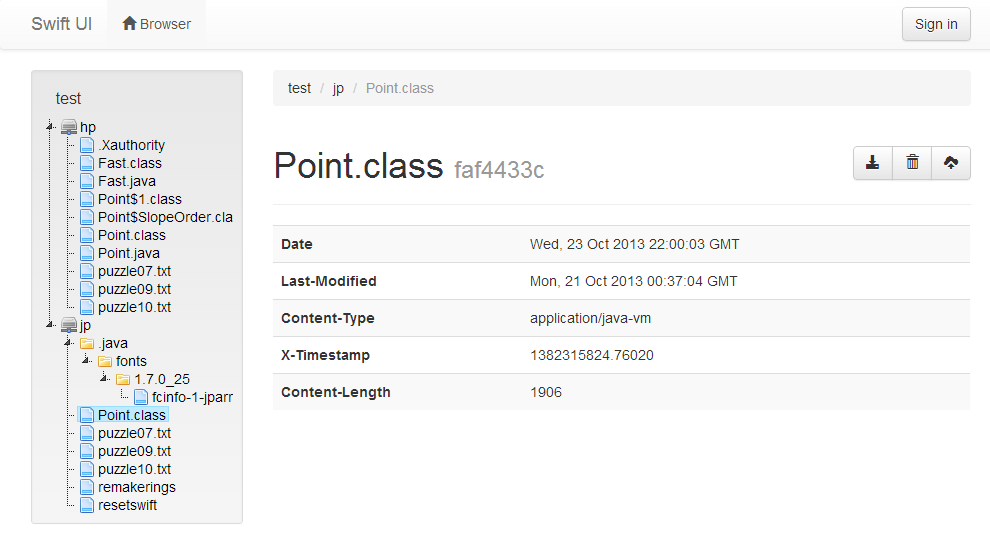 Swift UI Browser Sign in
test
hp
.Xauthority
Fast.class
Fast.java
Point$1.class
Point$SlopeOrder.cla
Point.class
Point.java
puzzle07.txt
puzzle09.txt
puzzle10.txt
jp
.java
fonts
1.7.0_25
fcinfo-1-jparr
Point.class
puzzle07.txt
puzzle09.txt
puzzle10.txt
remakerings
resetswift
test / jp / Point.class
Point.class faf4433c
Date Wed, 23 Oct 2013 22:00:03 GMT
Last-Modified Mon, 21 Oct 2013 00:37:04 GMT
Content-Type application/java-vm
X-Timestamp 1382315824.76020
Content-Length 1906